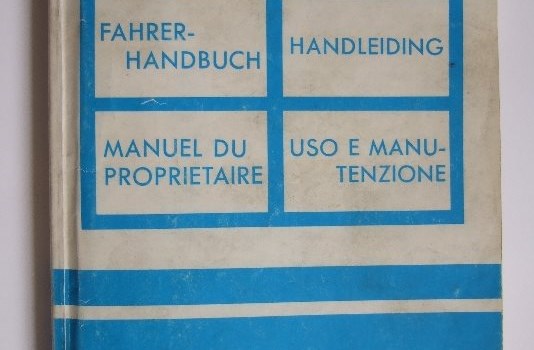 FAHRER-
HANDBUCH
HANDLEIDING
MANUEL DU
PROPRIETAIRE
USO E MANU-
TENZIONE